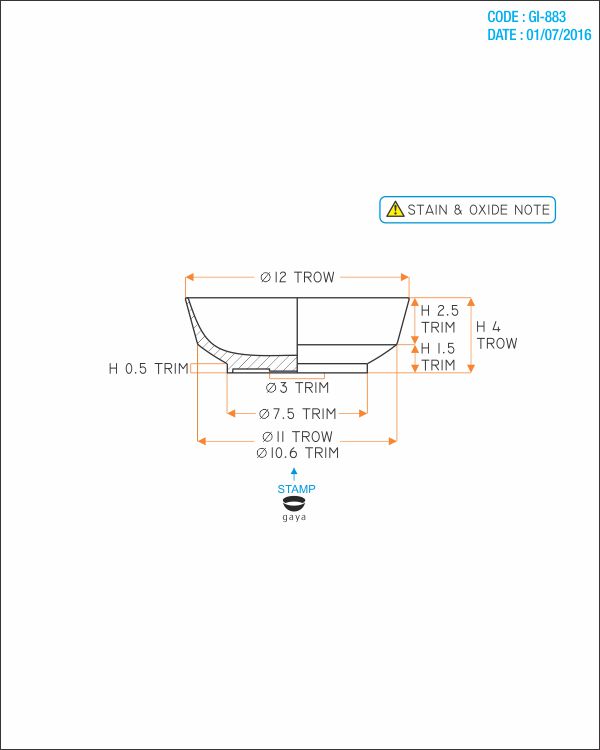 CODE : GI-883
DATE : 01/07/2016
STAIN & OXIDE NOTE
Ø12 TROW
H 2.5
TRIM
H 4
TROW
H 1.5
TRIM
H 0.5 TRIM
Ø3 TRIM
Ø7.5 TRIM
Ø11 TROW
Ø10.6 TRIM
STAMP
gaya